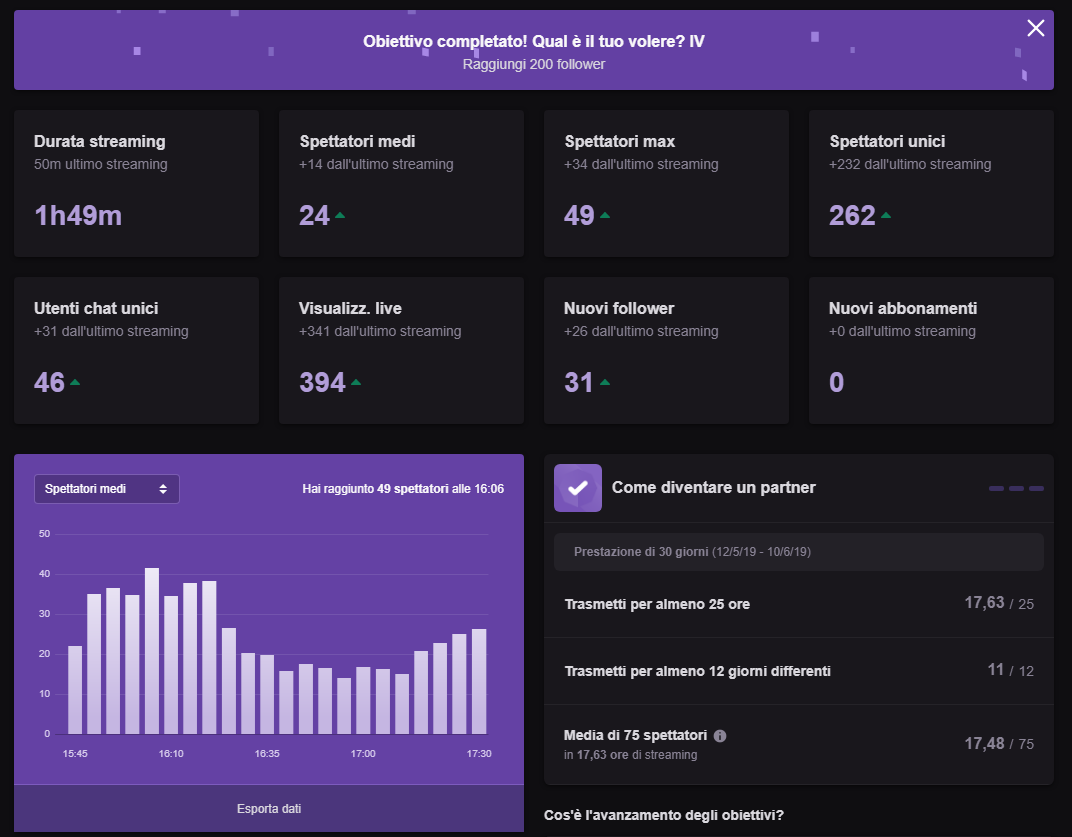 Obiettivo completato! Qual è il tuo volere? IV
Raggiungi 200 follower
Durata streaming
50m ultimo streaming
1h49m
Spettatori medi
+14 dall'ultimo streaming
24
Spettatori max
+34 dall'ultimo streaming
49
Spettatori unici
+232 dall'ultimo streaming
262
Utenti chat unici
+31 dall'ultimo streaming
46
Visualizz. live
+341 dall'ultimo streaming
394
Nuovi follower
+26 dall'ultimo streaming
31
Nuovi abbonamenti
+0 dall'ultimo streaming
0
Spettatori medi
Hai raggiunto 49 spettatori alle 16:06
50
40
30
20
10
0
15:45 16:10 16:35 17:00 17:30
Esporta dati
Come diventare un partner
Prestazione di 30 giorni (12/5/19 - 10/6/19)
Trasmetti per almeno 25 ore
17,63 / 25
Trasmetti per almeno 12 giorni differenti
11 / 12
Media di 75 spettatori
in 17,63 ore di streaming
17,48 / 75
Cos'è l'avanzamento degli obiettivi?